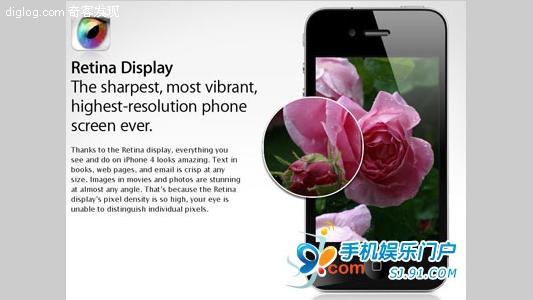 diglog.com 奇客发现
Retina Display
The sharpest, most vibrant,
highest-resolution phone
screen ever.
Thanks to the Retina display, everything you
see and do on iPhone 4 looks amazing. Text in
books, web pages, and email is crisp at any
size. Images in movies and photos are stunning
at almost any angle. That's because the Retina
display's pixel density is so high, your eye is
unable to distinguish individual pixels.
手机娱乐门户
.com SJ.91.COM